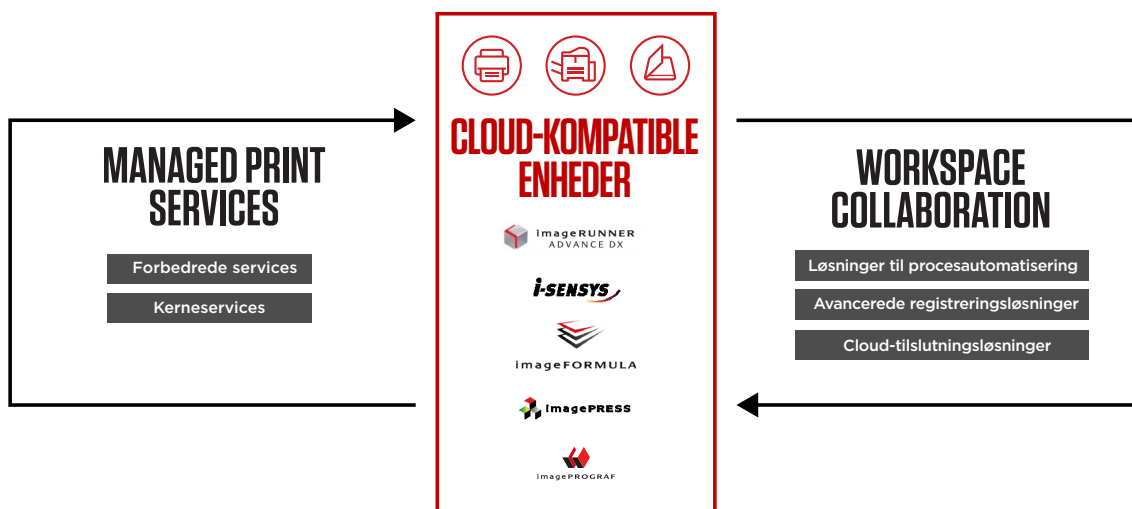 MANAGED PRINT
SERVICES
Forbedrede services
Kerneservices
CLOUD-KOMPATIBLE
ENHEDER
imageRUNNER
ADVANCE DX
i-SENSYS
imageFORMULA
imagePRESS
imagePROGRAF
WORKSPACE
COLLABORATION
Løsninger til procesautomatisering
Avancerede registreringsløsninger
Cloud-tilslutningsløsninger